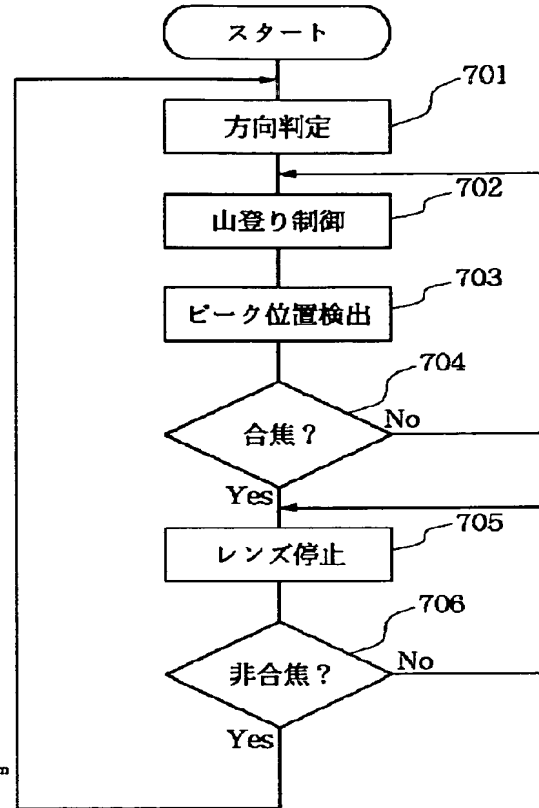 スタート
701
方向判定
702
山登り制御
703
ピーク位置検出
704
合焦？
No
Yes
705
レンズ停止
706
非合焦？
No
Yes